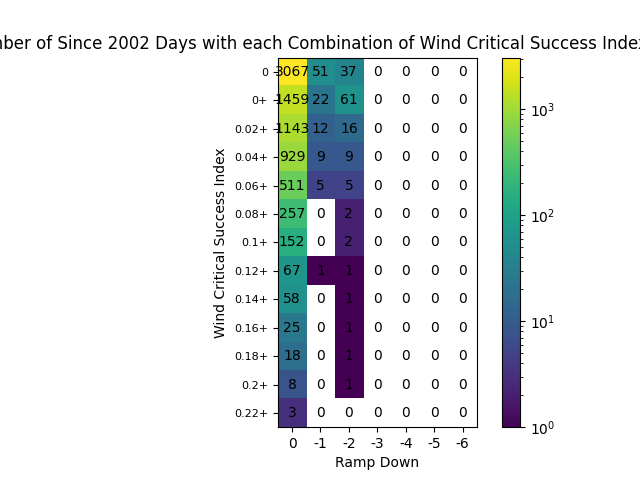 of Since 2002 Days with each Combination of Wind Critical Success
Wind Critical Success Index
0 3067 51 37 0 0 0 0
0+ 1459 22 61 0 0 0 0
0.02+ 1143 12 16 0 0 0 0
0.04+ 929 9 9 0 0 0 0
0.06+ 511 5 5 0 0 0 0
0.08+ 257 0 2 0 0 0 0
0.1+ 152 0 2 0 0 0 0
0.12+ 67 1 1 0 0 0 0
0.14+ 58 0 1 0 0 0 0
0.16+ 25 0 1 0 0 0 0
0.18+ 18 0 1 0 0 0 0
0.2+ 8 0 1 0 0 0 0
0.22+ 3 0 0 0 0 0 0
0 -1 -2 -3 -4 -5 -6
Ramp Down
10³
10²
10¹
10⁰